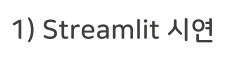 1) Streamlit 시연